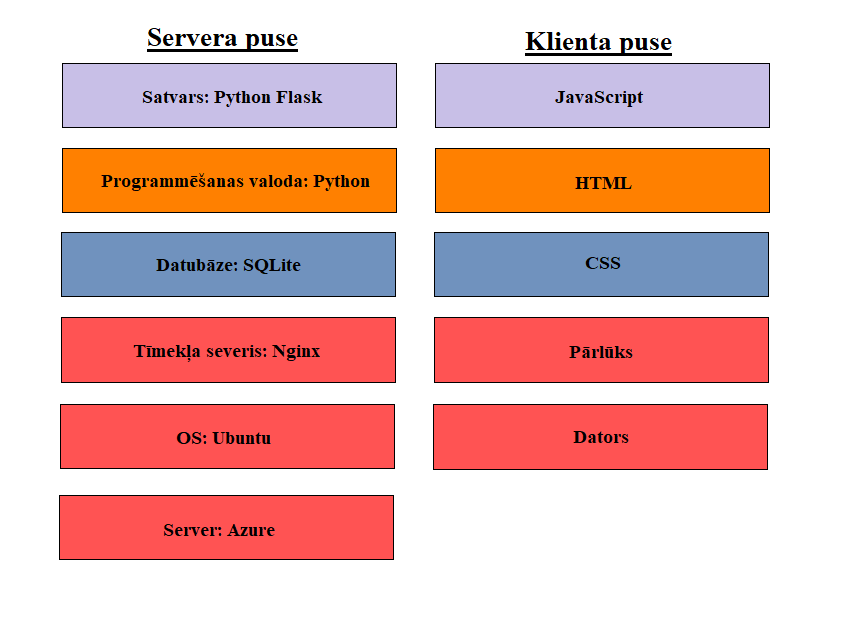 Servera puse
Satvars: Python Flask
Programmēšanas valoda: Python
Datubāze: SQLite
Tīmekļa severis: Nginx
OS: Ubuntu
Server: Azure
Klienta puse
JavaScript
HTML
CSS
Pārlūks
Dators